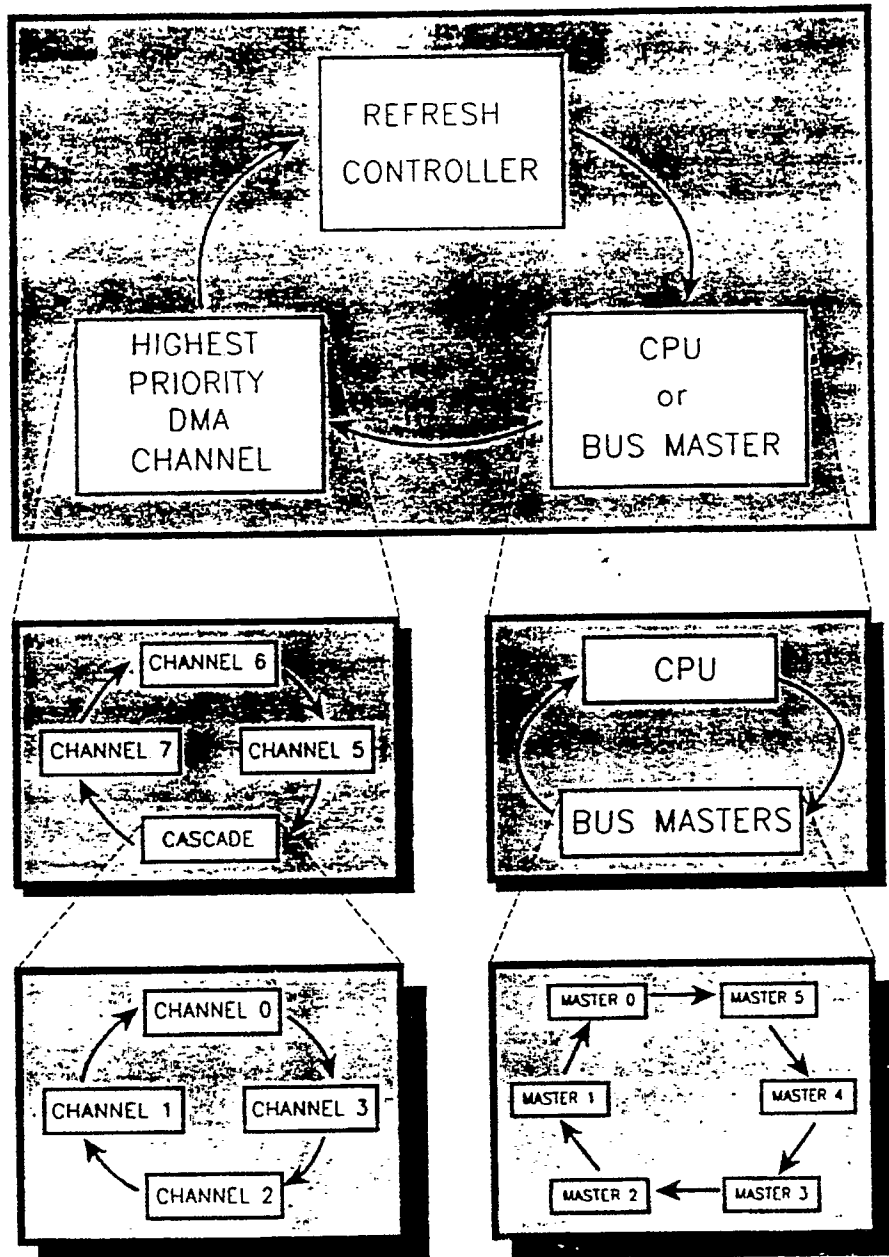 REFRESH
CONTROLLER
HIGHEST
PRIORITY
DMA
CHANNEL
CPU
or
BUS MASTER
CHANNEL 6
CHANNEL 7
CHANNEL 5
CASCADE
CPU
BUS MASTERS
CHANNEL 0
CHANNEL 1
CHANNEL 3
CHANNEL 2
MASTER 0
MASTER 5
MASTER 1
MASTER 4
MASTER 2
MASTER 3